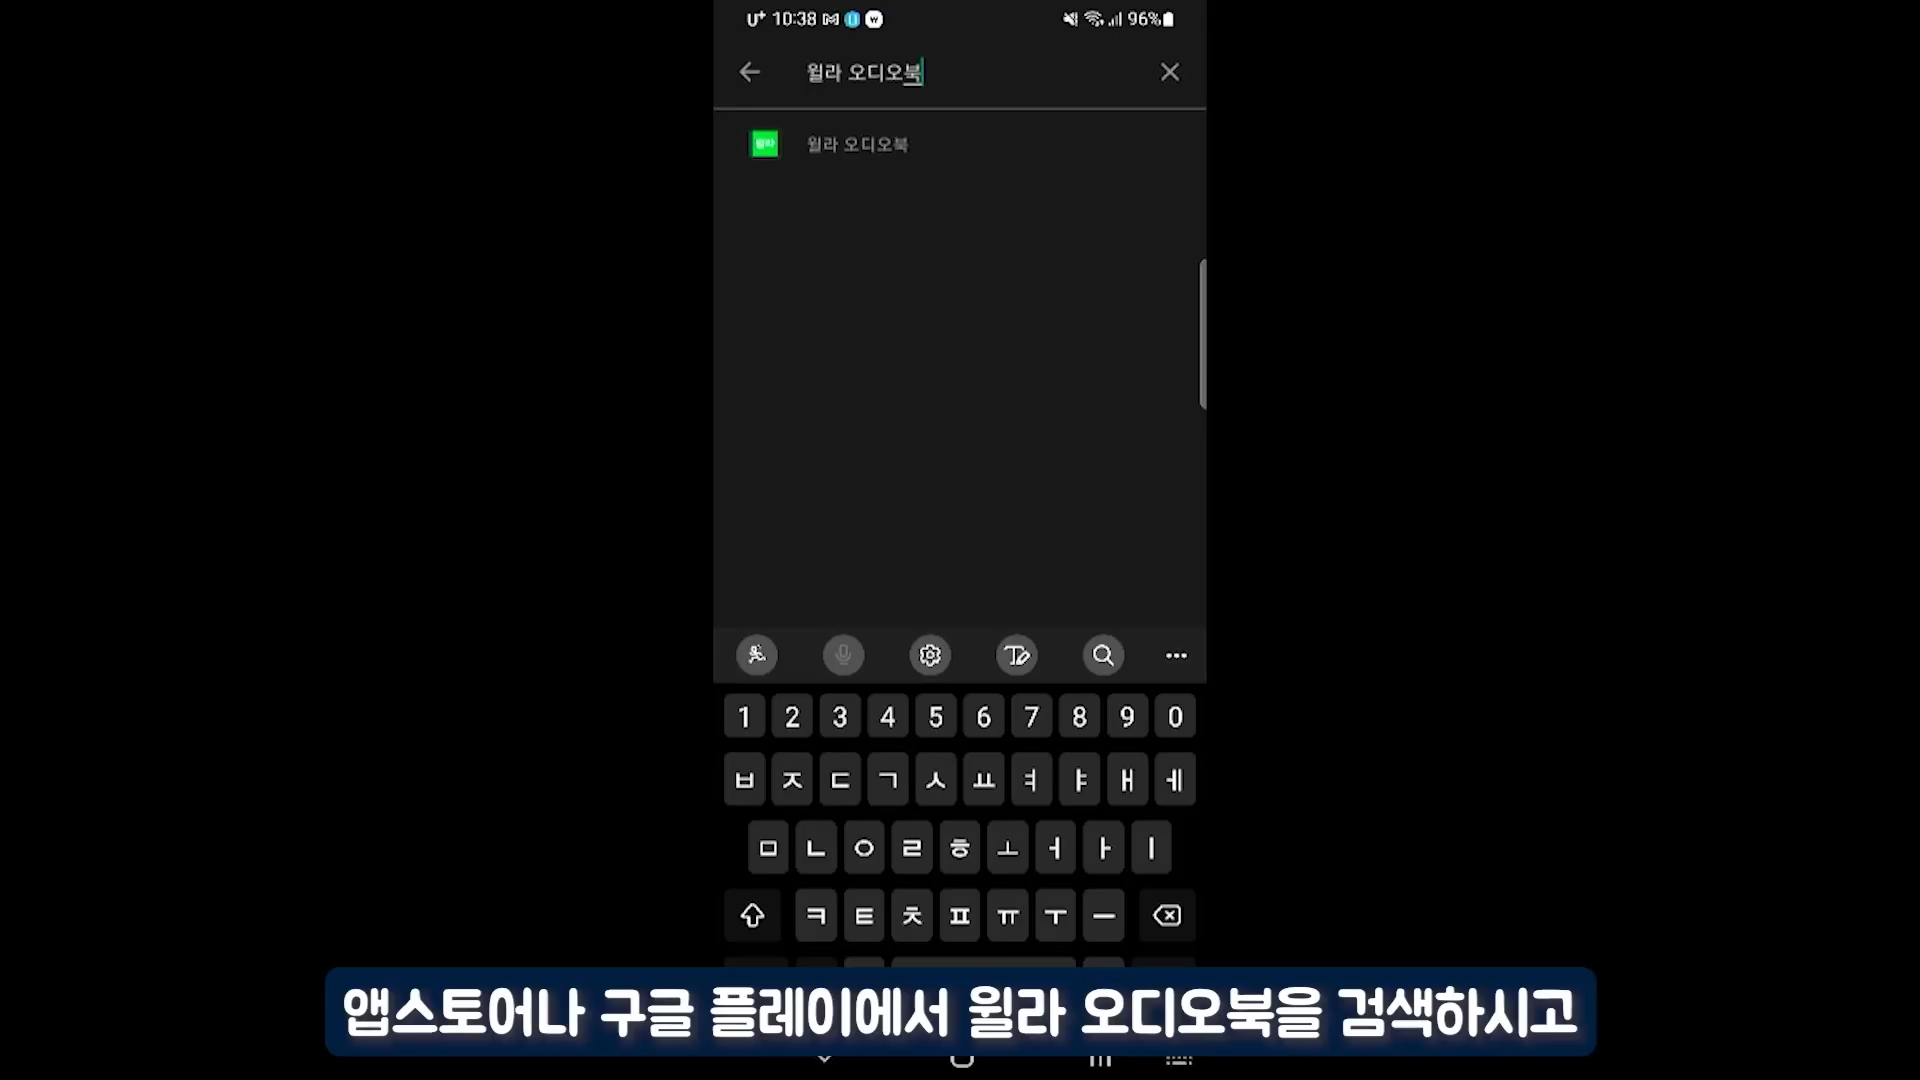 U+ 10:38 96%
윌라 오디오북
윌라
윌라 오디오북
1 2 3 4 5 6 7 8 9 0
ㅂ ㅈ ㄷ ㄱ ㅅ ㅛ ㅕ ㅑ ㅐ ㅔ
ㅁ ㄴ ㅇ ㄹ ㅎ ㅗ ㅓ ㅏ ㅣ
ㅋ ㅌ ㅊ ㅍ ㅠ ㅜ ㅡ
앱스토어나 구글 플레이에서 윌라 오디오북을 검색하시고